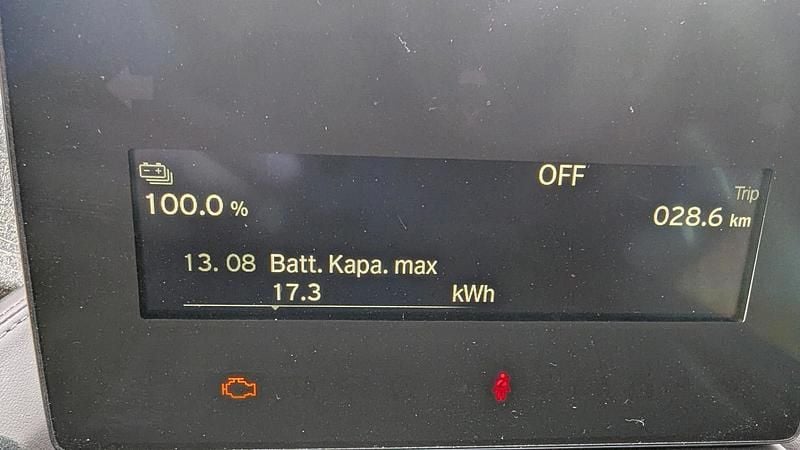 OFF
100.0 %
Trip
028.6 km
13. 08 Batt. Kapa. max
17.3 kWh